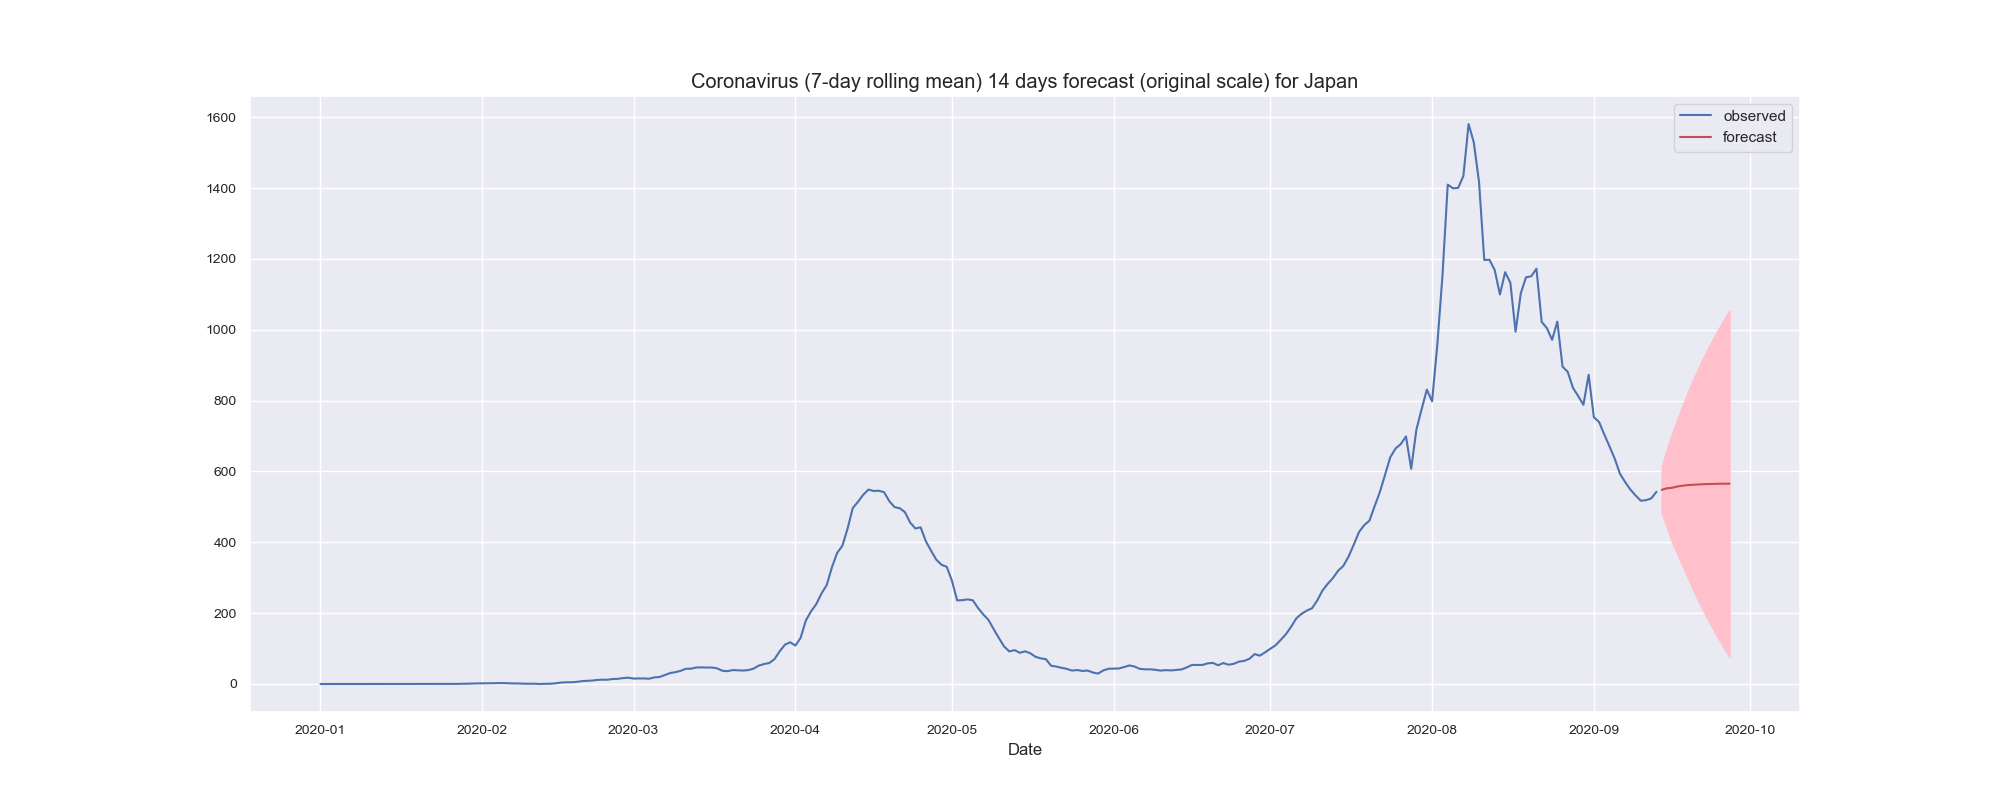 Coronavirus (7-day rolling mean) 14 days forecast (original scale) for Japan
observed
forecast
1600
1400
1200
1000
800
600
400
200
0
2020-01 2020-02 2020-03 2020-04 2020-05 2020-06 2020-07 2020-08 2020-09 2020-10
Date